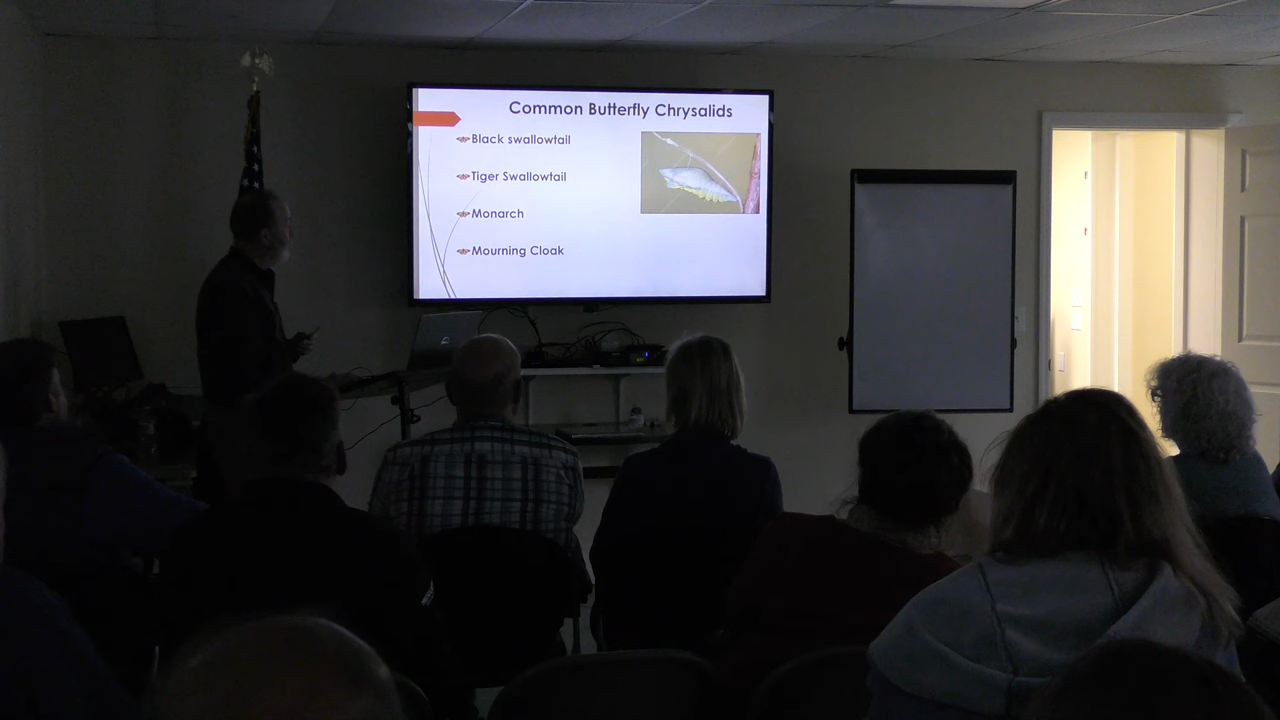 Common Butterfly Chrysalids
Black swallowtail
Tiger Swallowtail
Monarch
Mourning Cloak